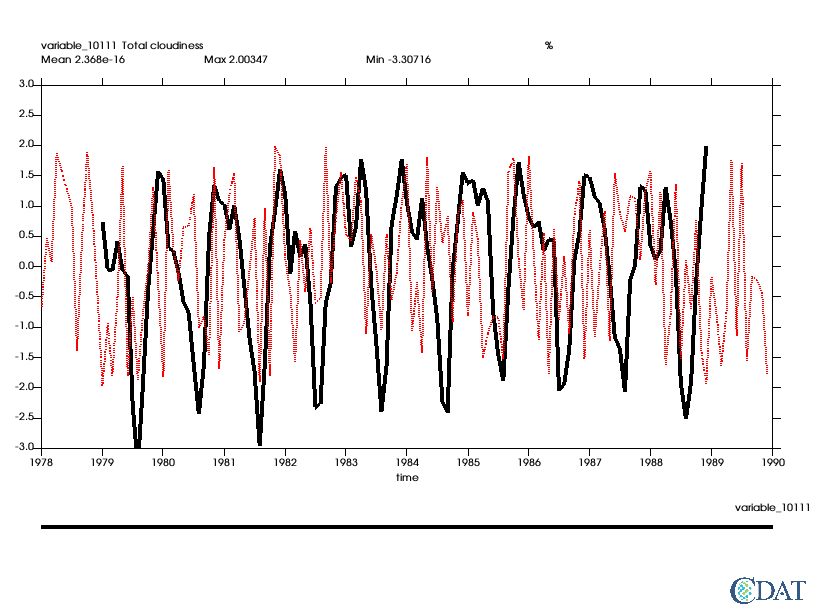 variable_10111 Total cloudiness %
Mean 2.368e-16 Max 2.00347 Min -3.30716
3.0
2.5
2.0
1.5
1.0
0.5
0.0
-0.5
-1.0
-1.5
-2.0
-2.5
-3.0
1978 1979 1980 1981 1982 1983 1984 1985 1986 1987 1988 1989 1990
time
variable_10111
CDAT